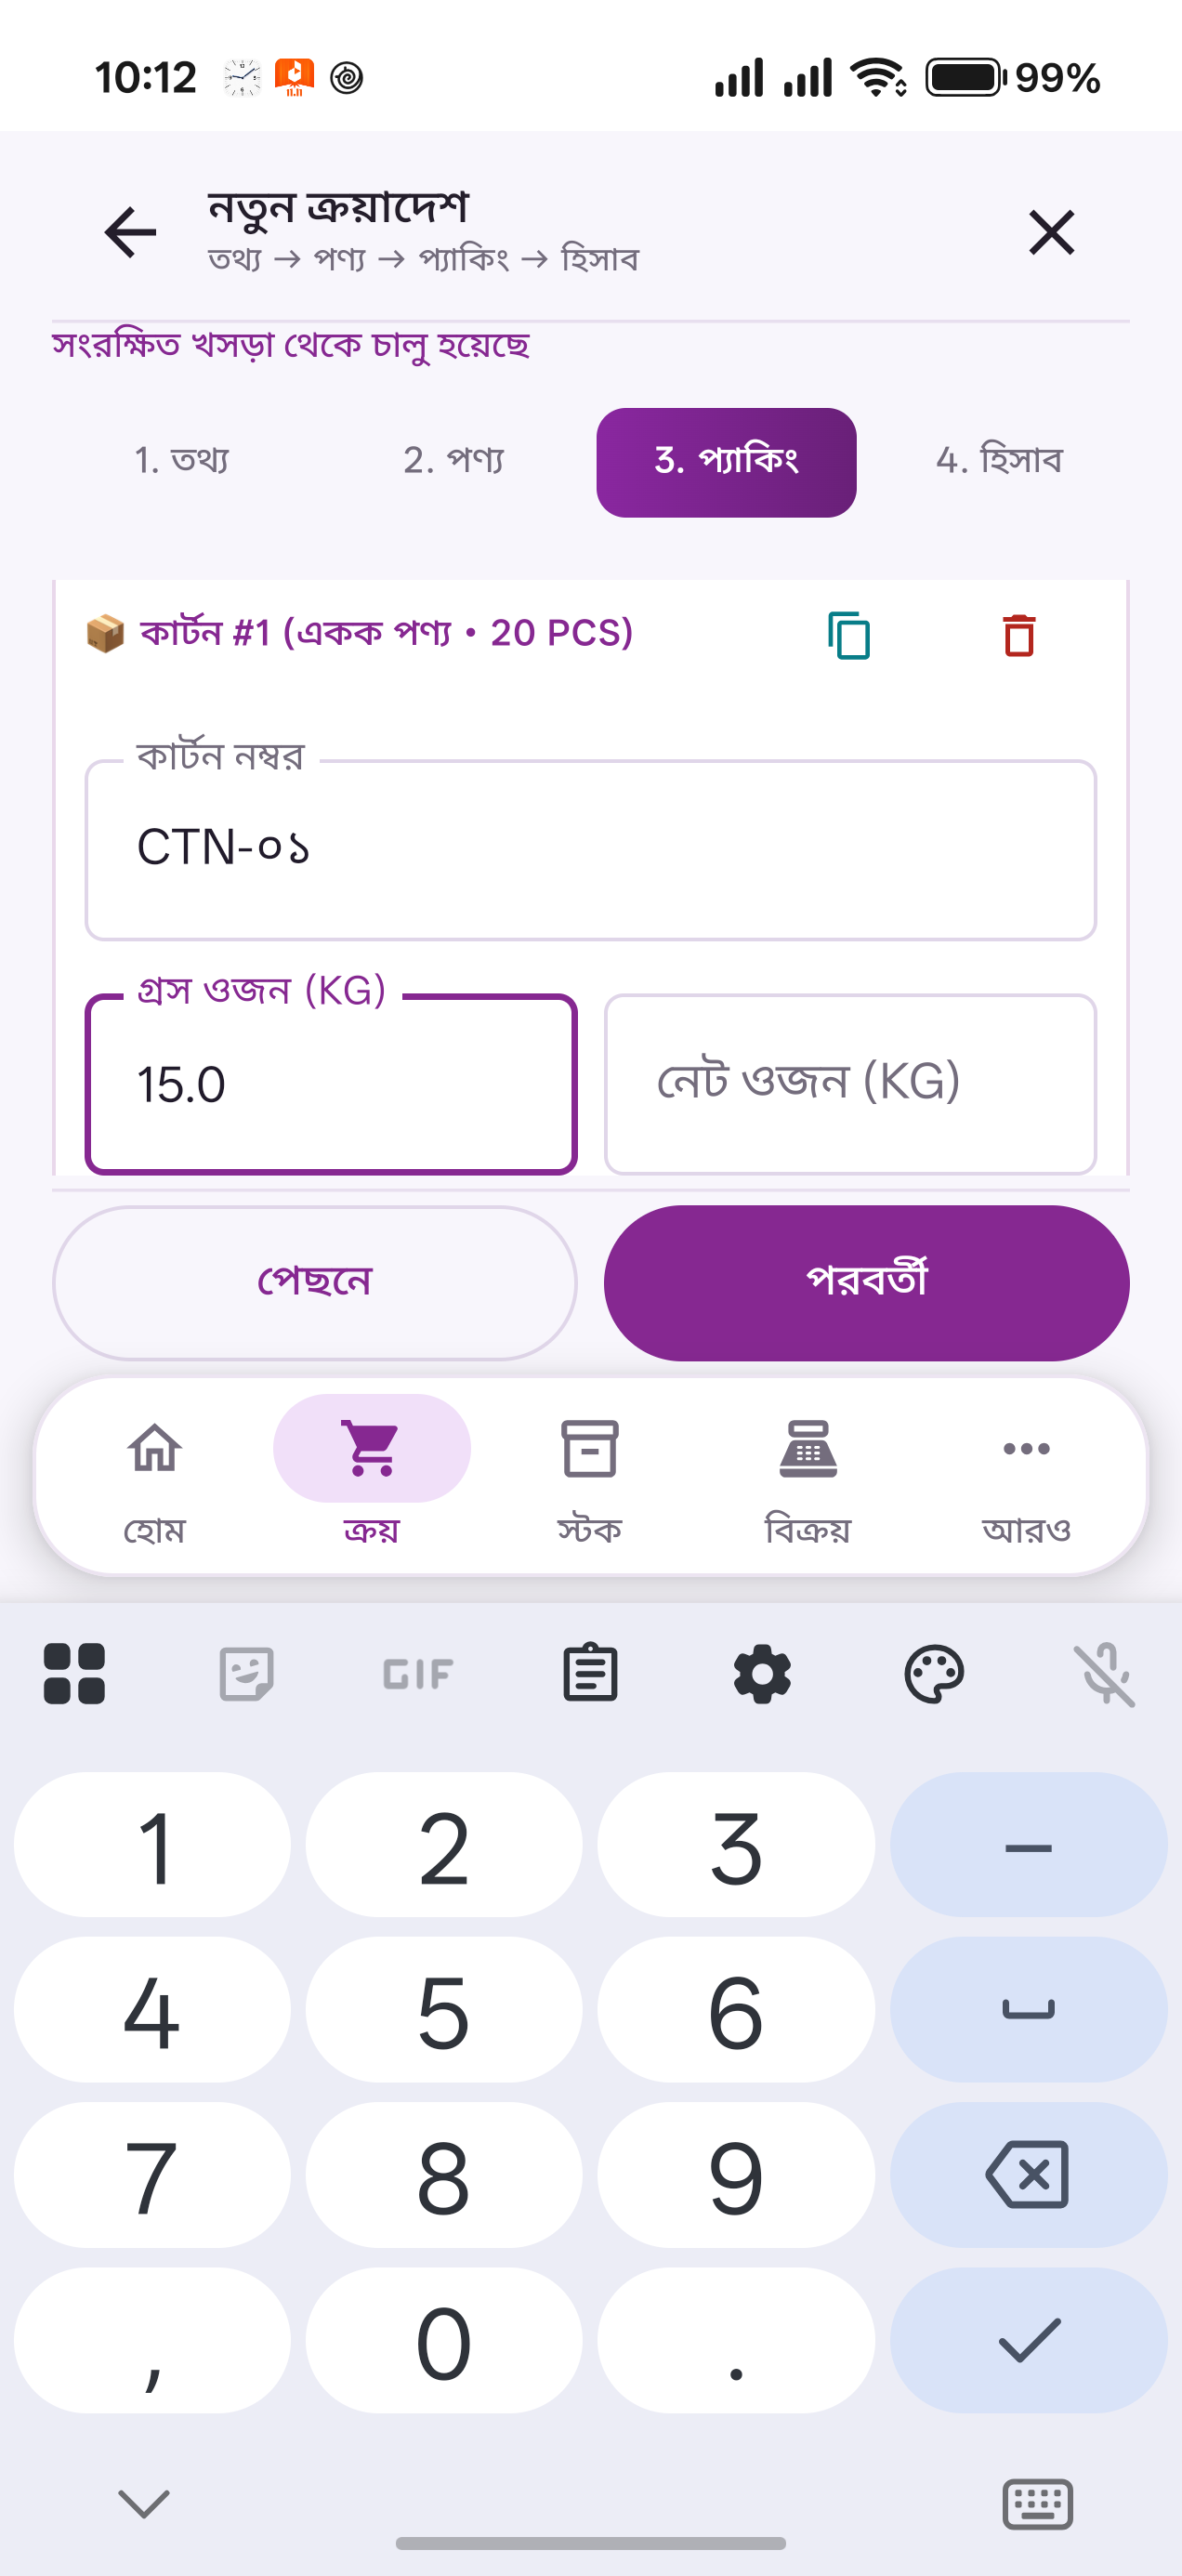 10:12
99%
নতুন ক্রয়াদেশ
তথ্য → পণ্য → প্যাকিং → হিসাব
সংরক্ষিত খসড়া থেকে চালু হয়েছে
1. তথ্য
2. পণ্য
3. প্যাকিং
4. হিসাব
📦 কার্টন #1 (একক পণ্য • 20 PCS)
কার্টন নম্বর
CTN-০১
গ্রস ওজন (KG)
15.0
নেট ওজন (KG)
পেছনে
পরবর্তী
হোম
ক্রয়
স্টক
বিক্রয়
আরও
GIF
1 2 3 –
4 5 6
7 8 9
, 0 .